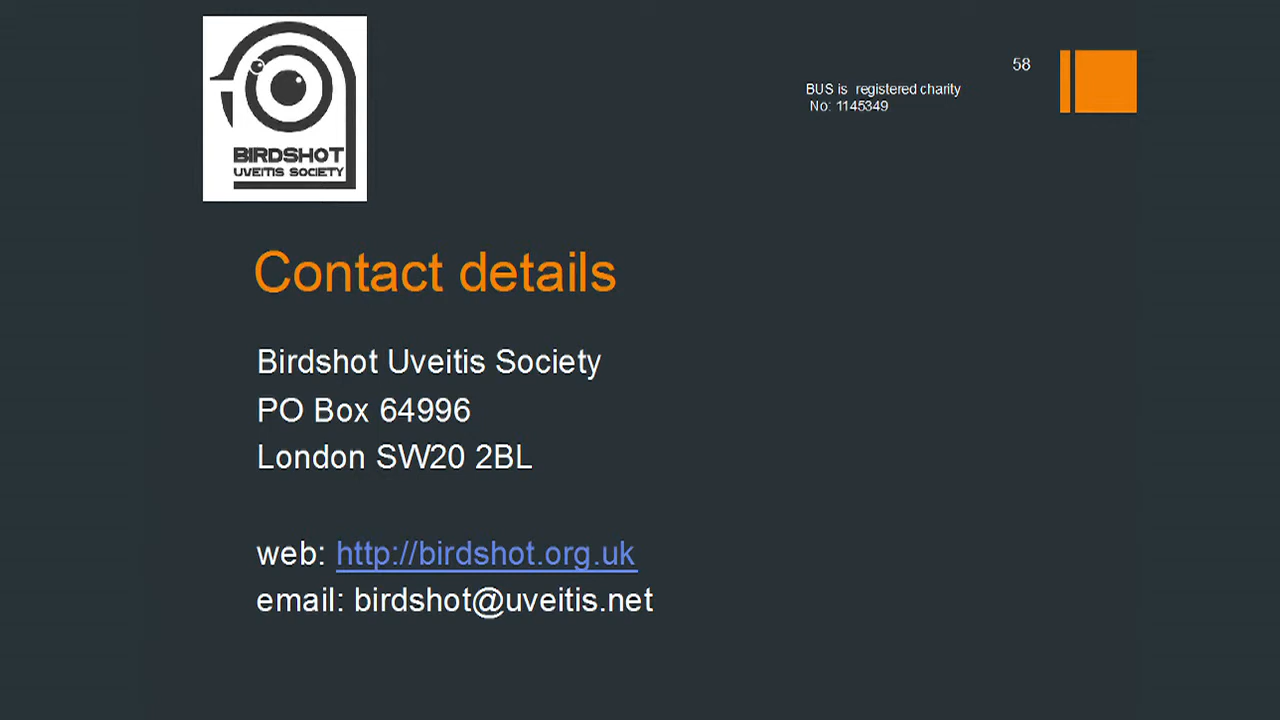 BIRDSHOT
UVEITIS SOCIETY
58
BUS is registered charity
No: 1145349
Contact details
Birdshot Uveitis Society
PO Box 64996
London SW20 2BL
web: http://birdshot.org.uk
email: birdshot@uveitis.net